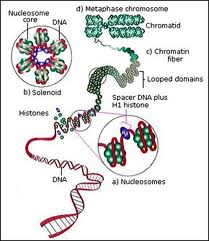 d) Metaphase chromosome
Nucleosome
core
DNA
Chromatid
c) Chromatin
fiber
b) Solenoid
Looped domains
Spacer DNA plus
H1 histone
Histones
DNA
a) Nucleosomes